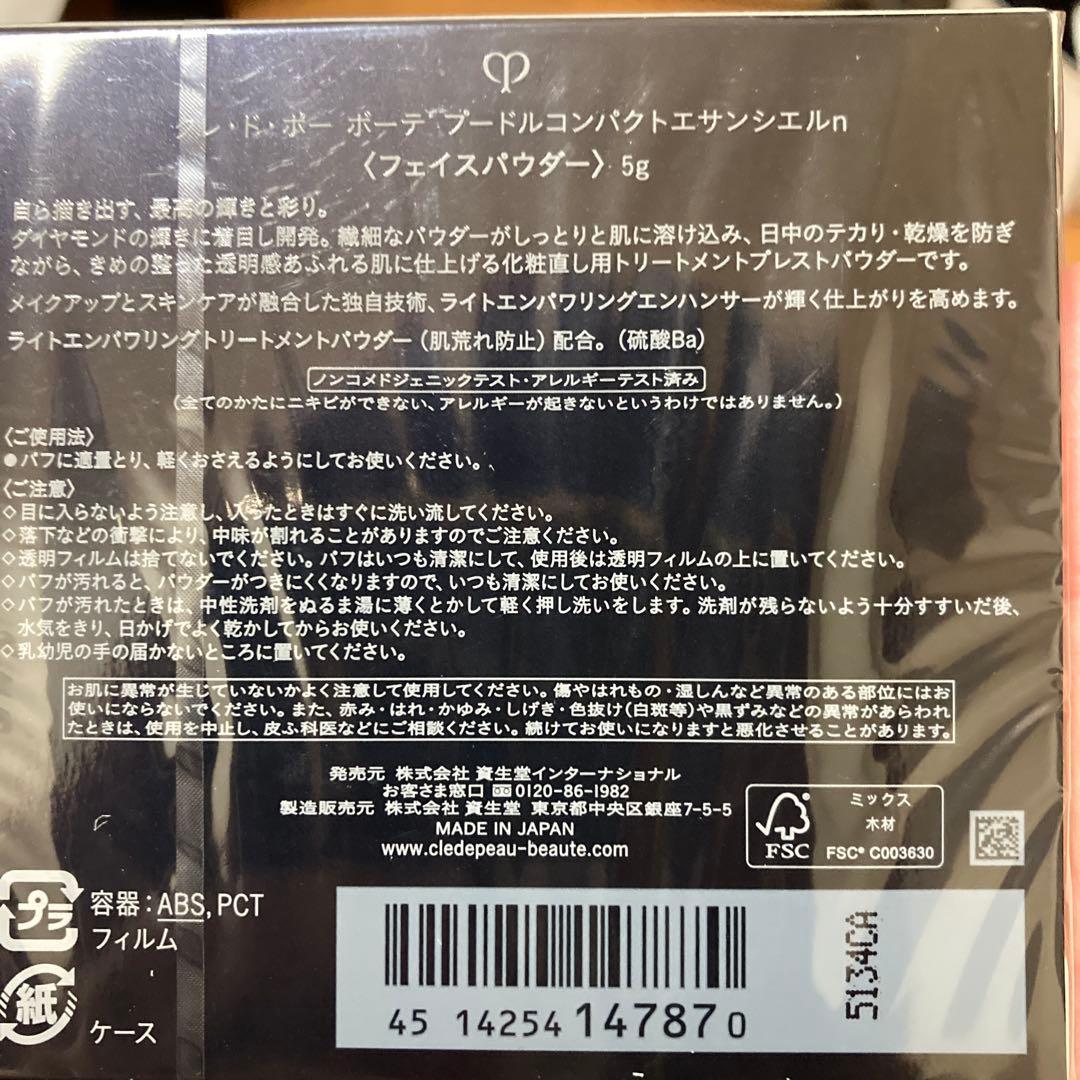 クレ・ド・ポー ボーテ プードルコンパクトエサンシエルn
〈フェイスパウダー〉5g
自ら描き出す、最高の輝きと彩り。
ダイヤモンドの輝きに着目し開発。繊細なパウダーがしっとりと肌に溶け込み、日中のテカリ・乾燥を防ぎ
ながら、きめの整った透明感あふれる肌に仕上げる化粧直し用トリートメントプレストパウダーです。
メイクアップとスキンケアが融合した独自技術、ライトエンパワリングエンハンサーが輝く仕上がりを高めます。
ライトエンパワリングトリートメントパウダー（肌荒れ防止）配合。（硫酸Ba）
ノンコメドジェニックテスト・アレルギーテスト済み
（全てのかたにニキビができない、アレルギーが起きないというわけではありません。）
〈ご使用法〉
●パフに適量とり、軽くおさえるようにしてお使いください。
〈ご注意〉
◇目に入らないよう注意し、入ったときはすぐに洗い流してください。
◇落下などの衝撃により、中味が割れることがありますのでご注意ください。
◇透明フィルムは捨てないでください。パフはいつも清潔にして、使用後は透明フィルムの上に置いてください。
◇パフが汚れると、パウダーがつきにくくなりますので、いつも清潔にしてお使いください。
◇パフが汚れたときは、中性洗剤をぬるま湯に薄くとかして軽く押し洗いをします。洗剤が残らないよう十分すすいだ後、
水気をきり、日かげでよく乾かしてからお使いください。
◇乳幼児の手の届かないところに置いてください。
お肌に異常が生じていないかよく注意して使用してください。傷やはれもの・湿しんなど異常のある部位にはお
使いにならないでください。また、赤み・はれ・かゆみ・しげき・色抜け(白斑等)や黒ずみなどの異常があらわれ
たときは、使用を中止し、皮ふ科医などにご相談ください。続けてお使いになりますと悪化させることがあります。
発売元 株式会社 資生堂インターナショナル
お客さま窓口 0120-86-1982
製造販売元 株式会社 資生堂 東京都中央区銀座7-5-5
MADE IN JAPAN
www.cledepeau-beaute.com
FSC
ミックス
木材
FSC® C003630
プラ
容器：ABS, PCT
フィルム
紙
ケース
45 14254 14787 0
5134CA